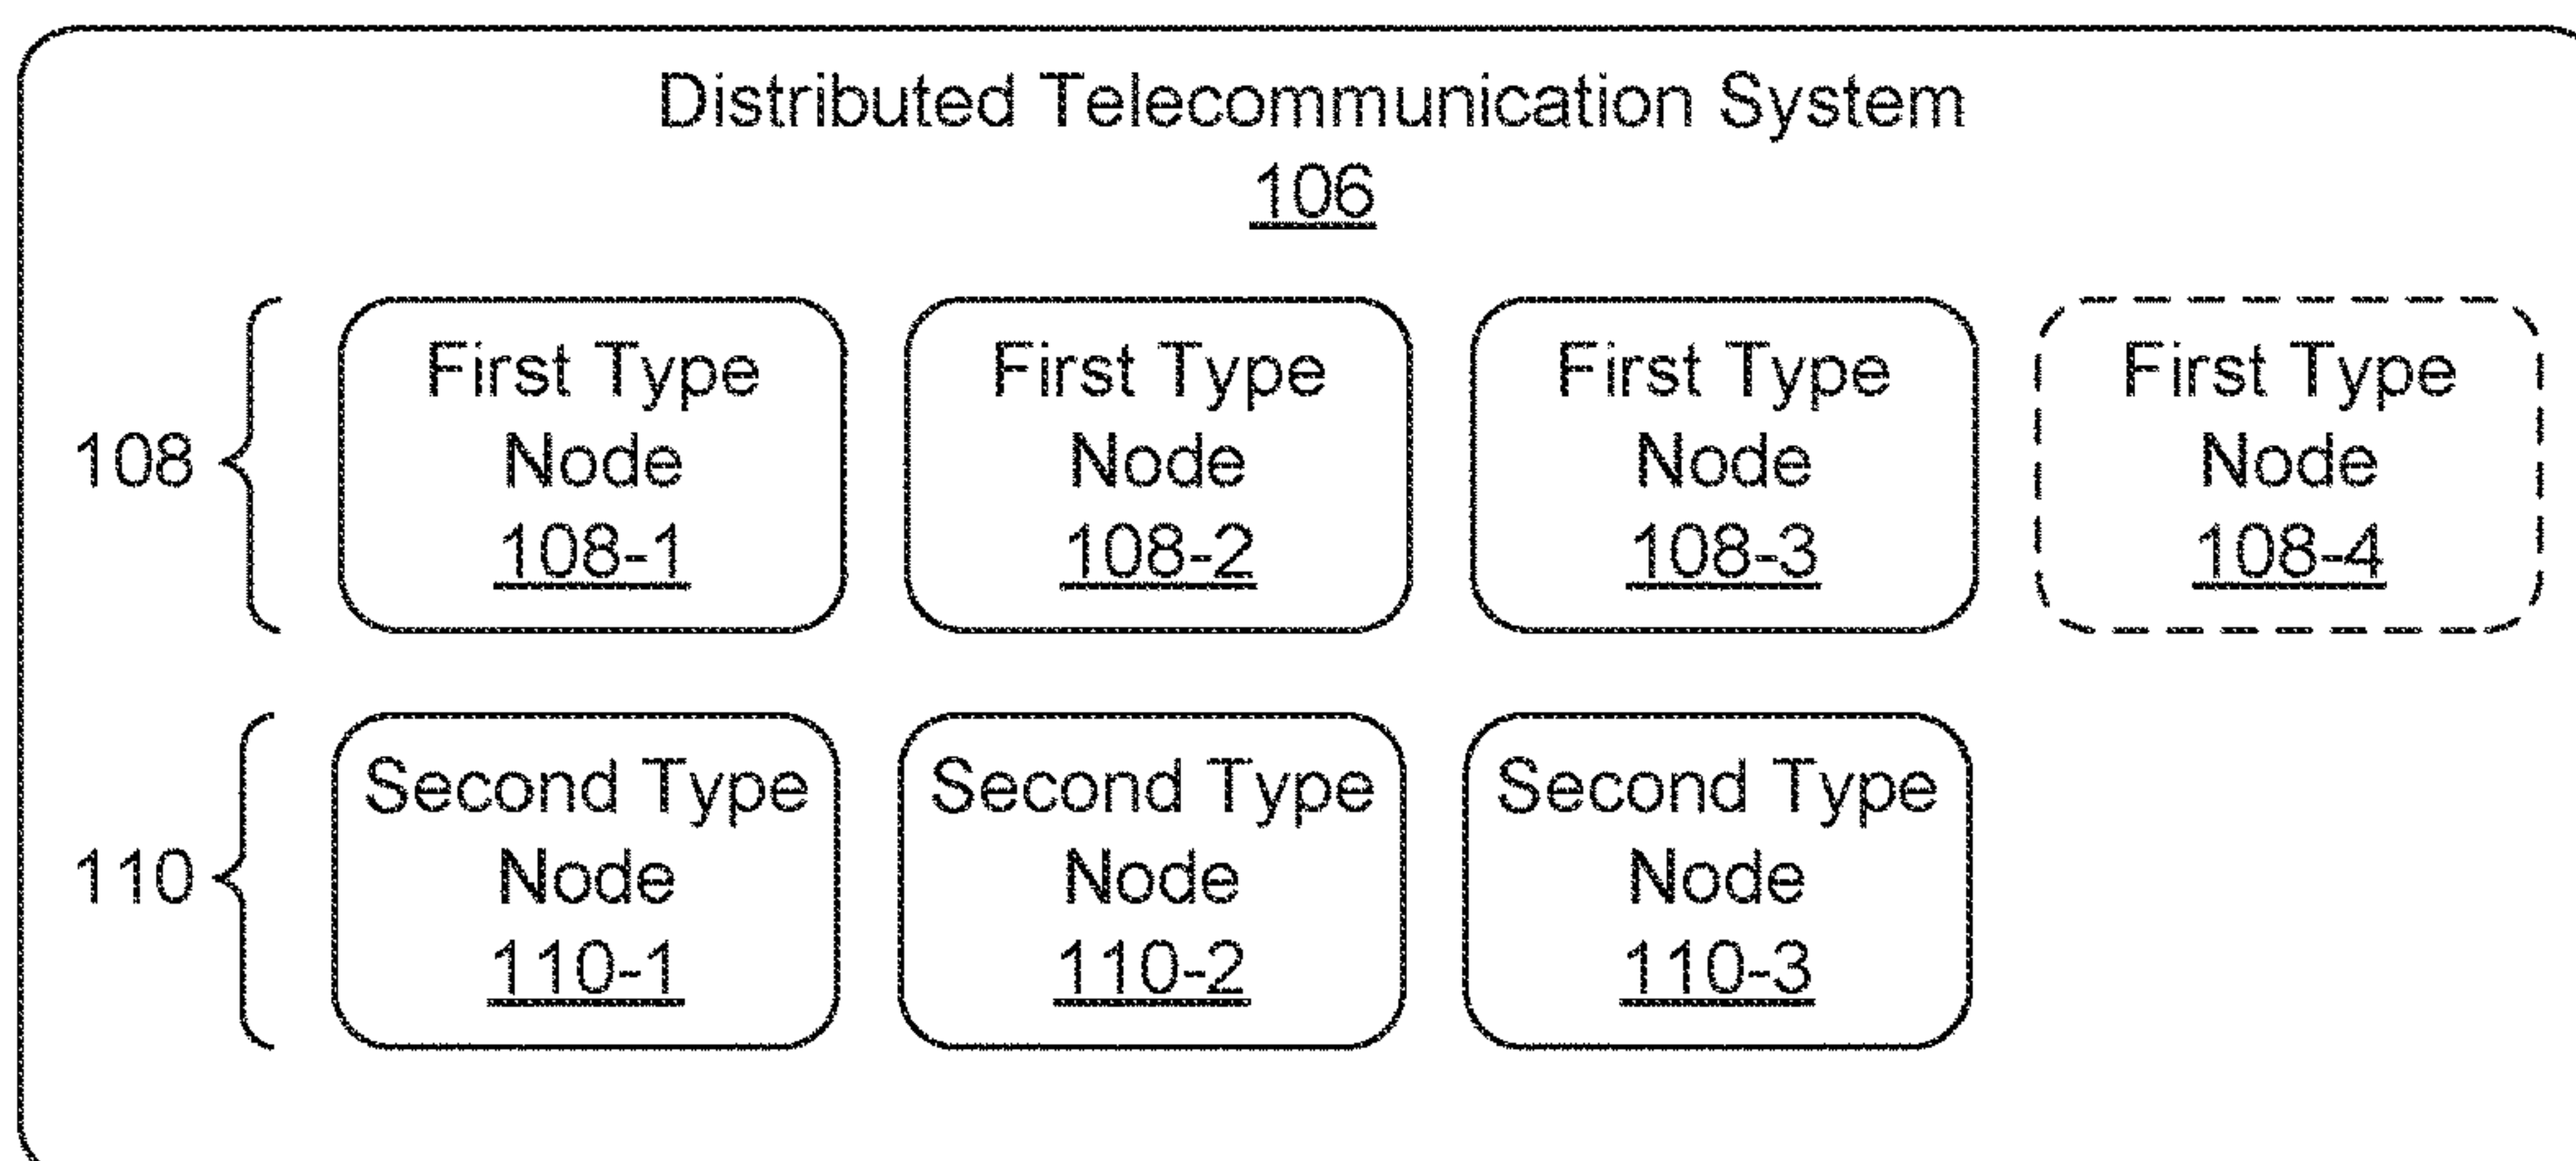 Distributed Telecommunication System
106
108
First Type
Node
108-1
First Type
Node
108-2
First Type
Node
108-3
First Type
Node
108-4
110
Second Type
Node
110-1
Second Type
Node
110-2
Second Type
Node
110-3